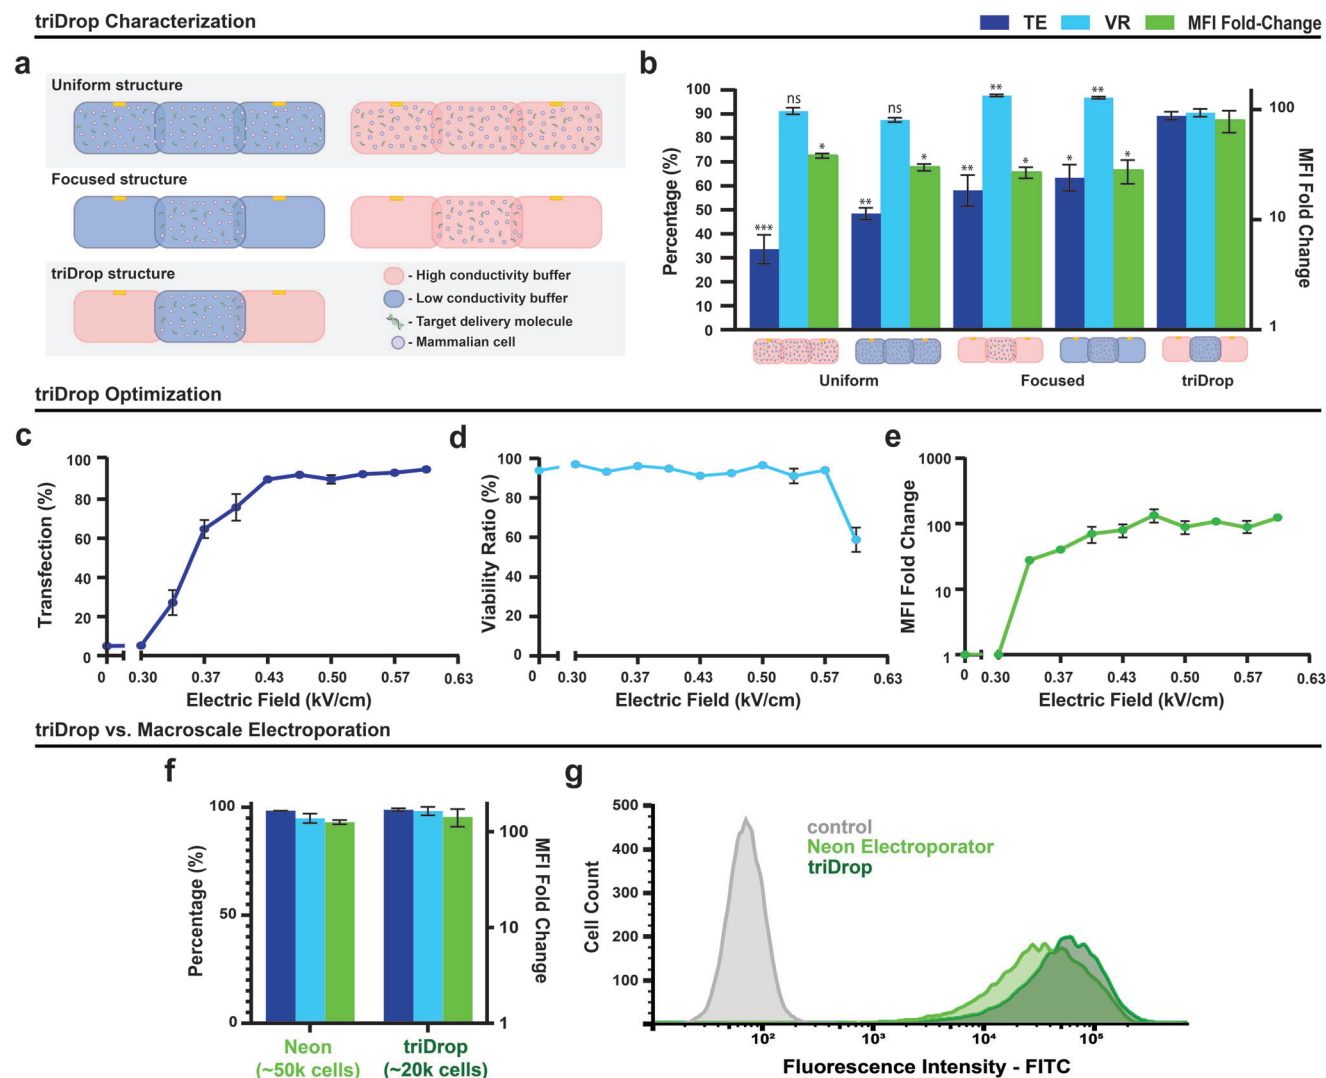 triDrop Characterization
TE VR MFI Fold-Change
a
Uniform structure
Focused structure
triDrop structure
- High conductivity buffer
- Low conductivity buffer
- Target delivery molecule
- Mammalian cell
b
Percentage (%)
100
90
80
70
60
50
40
30
20
10
0
*** ns *
** ns *
** ** *
* ** *
100
10
1
MFI Fold Change
Uniform Focused triDrop
triDrop Optimization
c
Transfection (%)
100
80
60
40
20
0
0 0.30 0.37 0.43 0.50 0.57 0.63
Electric Field (kV/cm)
d
Viability Ratio (%)
100
80
60
40
20
0
0 0.30 0.37 0.43 0.50 0.57 0.63
Electric Field (kV/cm)
e
MFI Fold Change
1000
100
10
1
0 0.30 0.37 0.43 0.50 0.57 0.63
Electric Field (kV/cm)
triDrop vs. Macroscale Electroporation
f
Percentage (%)
100
50
0
100
10
1
MFI Fold Change
Neon triDrop
(~50k cells) (~20k cells)
g
Cell Count
500
400
300
200
100
control
Neon Electroporator
triDrop
10² 10³ 10⁴ 10⁵
Fluorescence Intensity - FITC